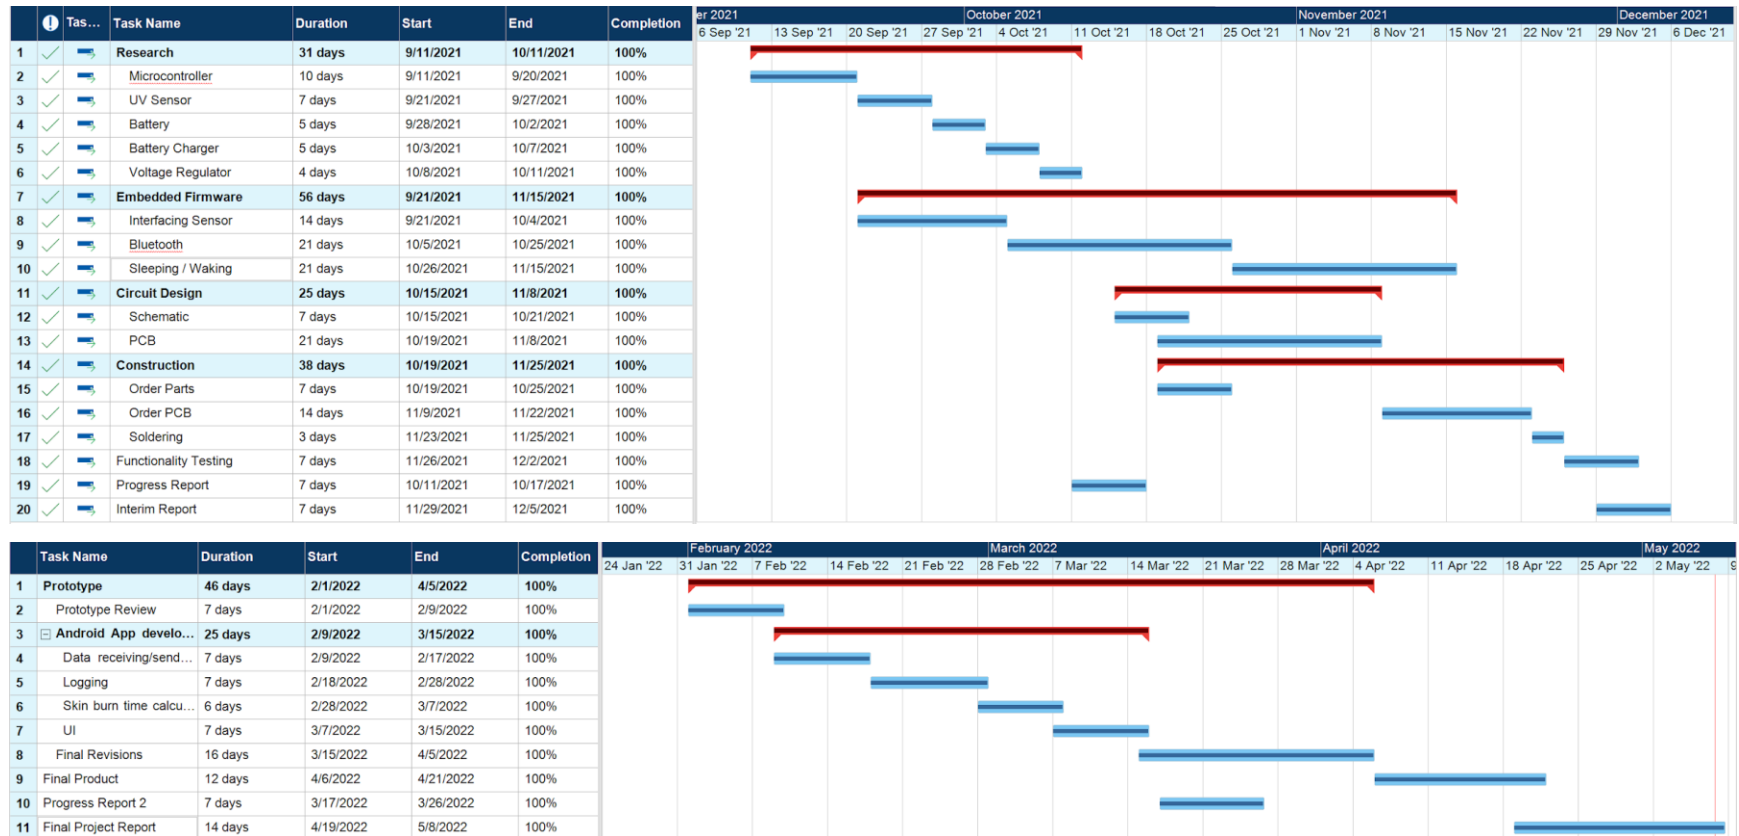 ! Tas... Task Name Duration Start End Completion
er 2021 October 2021 November 2021 December 2021
6 Sep '21 13 Sep '21 20 Sep '21 27 Sep '21 4 Oct '21 11 Oct '21 18 Oct '21 25 Oct '21 1 Nov '21 8 Nov '21 15 Nov '21 22 Nov '21 29 Nov '21 6 Dec '21
1 Research 31 days 9/11/2021 10/11/2021 100%
2 Microcontroller 10 days 9/11/2021 9/20/2021 100%
3 UV Sensor 7 days 9/21/2021 9/27/2021 100%
4 Battery 5 days 9/28/2021 10/2/2021 100%
5 Battery Charger 5 days 10/3/2021 10/7/2021 100%
6 Voltage Regulator 4 days 10/8/2021 10/11/2021 100%
7 Embedded Firmware 56 days 9/21/2021 11/15/2021 100%
8 Interfacing Sensor 14 days 9/21/2021 10/4/2021 100%
9 Bluetooth 21 days 10/5/2021 10/25/2021 100%
10 Sleeping / Waking 21 days 10/26/2021 11/15/2021 100%
11 Circuit Design 25 days 10/15/2021 11/8/2021 100%
12 Schematic 7 days 10/15/2021 10/21/2021 100%
13 PCB 21 days 10/19/2021 11/8/2021 100%
14 Construction 38 days 10/19/2021 11/25/2021 100%
15 Order Parts 7 days 10/19/2021 10/25/2021 100%
16 Order PCB 14 days 11/9/2021 11/22/2021 100%
17 Soldering 3 days 11/23/2021 11/25/2021 100%
18 Functionality Testing 7 days 11/26/2021 12/2/2021 100%
19 Progress Report 7 days 10/11/2021 10/17/2021 100%
20 Interim Report 7 days 11/29/2021 12/5/2021 100%
Task Name Duration Start End Completion
February 2022 March 2022 April 2022 May 2022
24 Jan '22 31 Jan '22 7 Feb '22 14 Feb '22 21 Feb '22 28 Feb '22 7 Mar '22 14 Mar '22 21 Mar '22 28 Mar '22 4 Apr '22 11 Apr '22 18 Apr '22 25 Apr '22 2 May '22 9
1 Prototype 46 days 2/1/2022 4/5/2022 100%
2 Prototype Review 7 days 2/1/2022 2/9/2022 100%
3 Android App develo... 25 days 2/9/2022 3/15/2022 100%
4 Data receiving/send... 7 days 2/9/2022 2/17/2022 100%
5 Logging 7 days 2/18/2022 2/28/2022 100%
6 Skin burn time calcu... 6 days 2/28/2022 3/7/2022 100%
7 UI 7 days 3/7/2022 3/15/2022 100%
8 Final Revisions 16 days 3/15/2022 4/5/2022 100%
9 Final Product 12 days 4/6/2022 4/21/2022 100%
10 Progress Report 2 7 days 3/17/2022 3/26/2022 100%
11 Final Project Report 14 days 4/19/2022 5/8/2022 100%